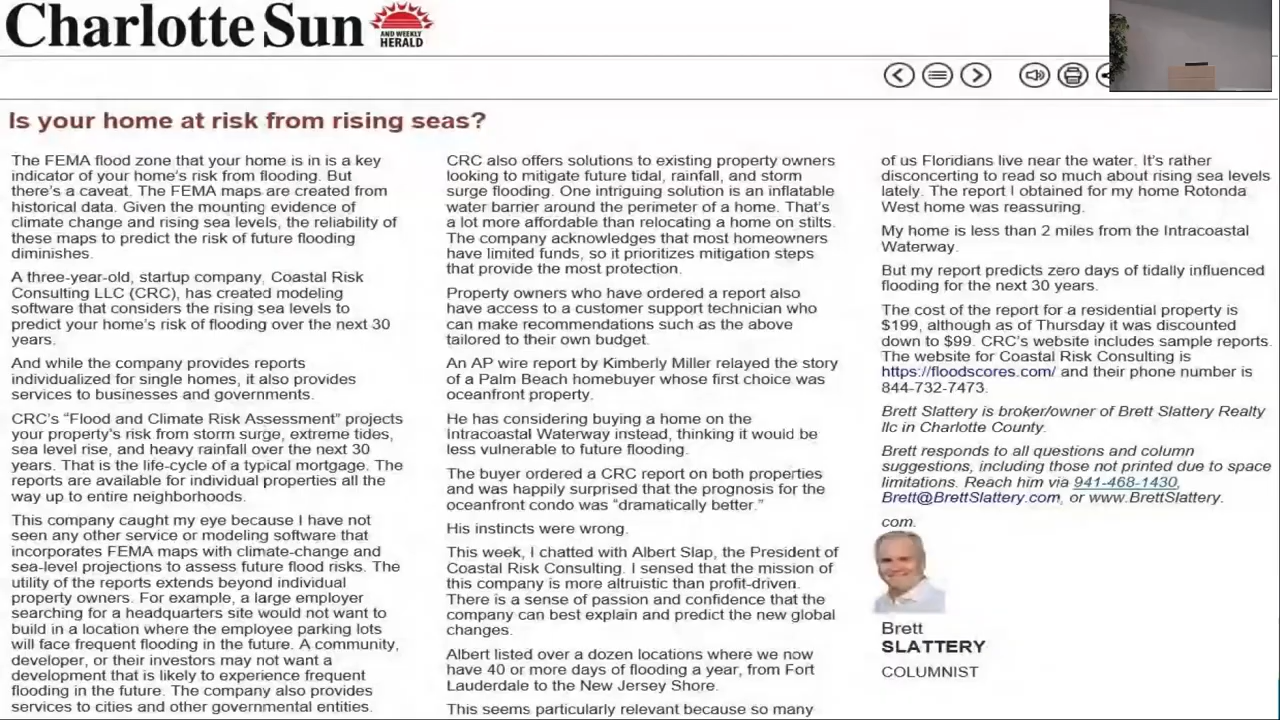 Charlotte Sun
AND WEEKLY
HERALD
Is your home at risk from rising seas?
The FEMA flood zone that your home is in is a key
indicator of your home's risk from flooding. But
there's a caveat. The FEMA maps are created from
historical data. Given the mounting evidence of
climate change and rising sea levels, the reliability of
these maps to predict the risk of future flooding
diminishes.
A three-year-old, startup company, Coastal Risk
Consulting LLC (CRC), has created modeling
software that considers the rising sea levels to
predict your home's risk of flooding over the next 30
years.
And while the company provides reports
individualized for single homes, it also provides
services to businesses and governments.
CRC's “Flood and Climate Risk Assessment” projects
your property's risk from storm surge, extreme tides,
sea level rise, and heavy rainfall over the next 30
years. That is the life-cycle of a typical mortgage. The
reports are available for individual properties all the
way up to entire neighborhoods.
This company caught my eye because I have not
seen any other service or modeling software that
incorporates FEMA maps with climate-change and
sea-level projections to assess future flood risks. The
utility of the reports extends beyond individual
property owners. For example, a large employer
searching for a headquarters site would not want to
build in a location where the employee parking lots
will face frequent flooding in the future. A community,
developer, or their investors may not want a
development that is likely to experience frequent
flooding in the future. The company also provides
services to cities and other governmental entities.
CRC also offers solutions to existing property owners
looking to mitigate future tidal, rainfall, and storm
surge flooding. One intriguing solution is an inflatable
water barrier around the perimeter of a home. That's
a lot more affordable than relocating a home on stilts.
The company acknowledges that most homeowners
have limited funds, so it prioritizes mitigation steps
that provide the most protection.
Property owners who have ordered a report also
have access to a customer support technician who
can make recommendations such as the above
tailored to their own budget.
An AP wire report by Kimberly Miller relayed the story
of a Palm Beach homebuyer whose first choice was
oceanfront property.
He has considering buying a home on the
Intracoastal Waterway instead, thinking it would be
less vulnerable to future flooding.
The buyer ordered a CRC report on both properties
and was happily surprised that the prognosis for the
oceanfront condo was “dramatically better.”
His instincts were wrong.
This week, I chatted with Albert Slap, the President of
Coastal Risk Consulting. I sensed that the mission of
this company is more altruistic than profit-driven.
There is a sense of passion and confidence that the
company can best explain and predict the new global
changes.
Albert listed over a dozen locations where we now
have 40 or more days of flooding a year, from Fort
Lauderdale to the New Jersey Shore.
This seems particularly relevant because so many
of us Floridians live near the water. It's rather
disconcerting to read so much about rising sea levels
lately. The report I obtained for my home Rotonda
West home was reassuring.
My home is less than 2 miles from the Intracoastal
Waterway.
But my report predicts zero days of tidally influenced
flooding for the next 30 years.
The cost of the report for a residential property is
$199, although as of Thursday it was discounted
down to $99. CRC's website includes sample reports.
The website for Coastal Risk Consulting is
https://floodscores.com/ and their phone number is
844-732-7473.
Brett Slattery is broker/owner of Brett Slattery Realty
llc in Charlotte County.
Brett responds to all questions and column
suggestions, including those not printed due to space
limitations. Reach him via 941-468-1430,
Brett@BrettSlattery.com, or www.BrettSlattery.
com.
Brett
SLATTERY
COLUMNIST